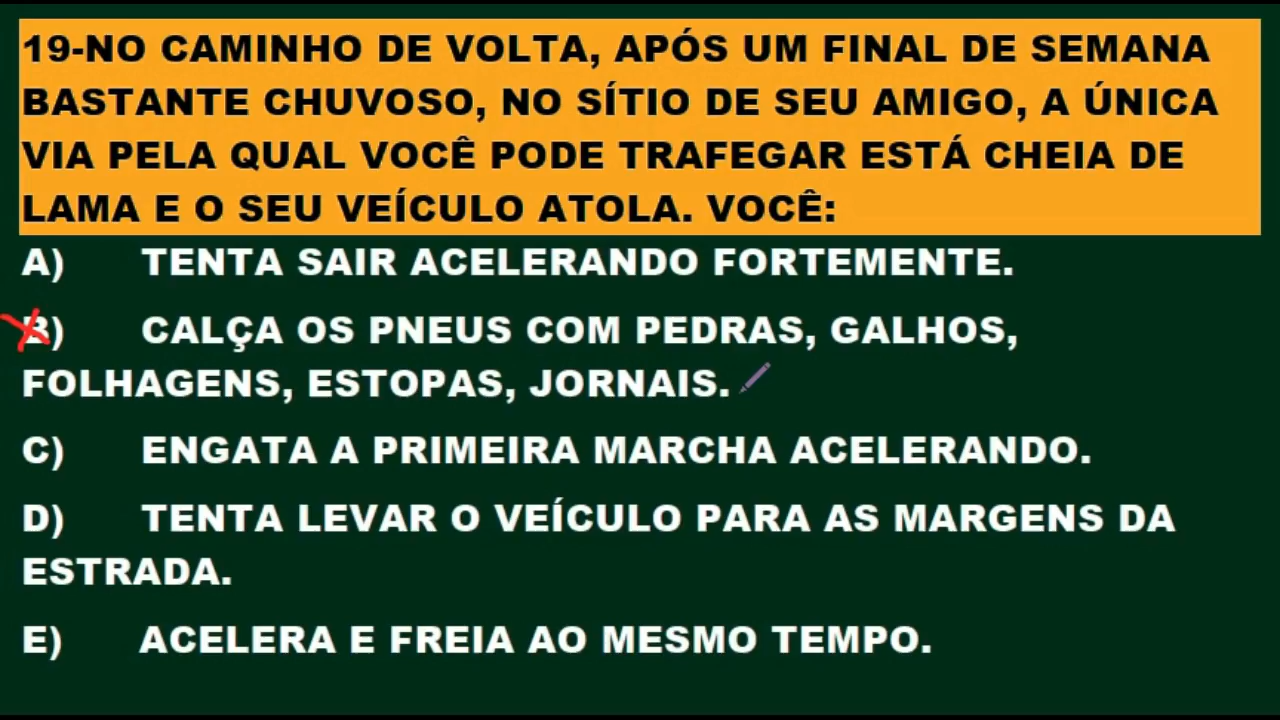 19-NO CAMINHO DE VOLTA, APÓS UM FINAL DE SEMANA
BASTANTE CHUVOSO, NO SÍTIO DE SEU AMIGO, A ÚNICA
VIA PELA QUAL VOCÊ PODE TRAFEGAR ESTÁ CHEIA DE
LAMA E O SEU VEÍCULO ATOLA. VOCÊ:
A) TENTA SAIR ACELERANDO FORTEMENTE.
B) CALÇA OS PNEUS COM PEDRAS, GALHOS,
FOLHAGENS, ESTOPAS, JORNAIS.
C) ENGATA A PRIMEIRA MARCHA ACELERANDO.
D) TENTA LEVAR O VEÍCULO PARA AS MARGENS DA
ESTRADA.
E) ACELERA E FREIA AO MESMO TEMPO.